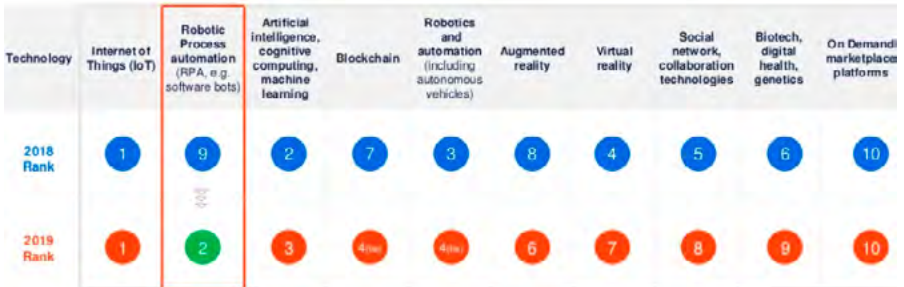 Technology
Internet of
Things (IoT)
Robotic
Process
automation
(RPA, e.g.
software bots)
Artificial
intelligence,
cognitive
computing,
machine
learning
Blockchain
Robotics
and
automation
(including
autonomous
vehicles)
Augmented
reality
Virtual
reality
Social
network,
collaboration
technologies
Biotech,
digital
health,
genetics
On Demand
marketplace
platforms
2018
Rank
1 9 2 7 3 8 4 5 6 10
2019
Rank
1 2 3 4(tie) 4(tie) 6 7 8 9 10